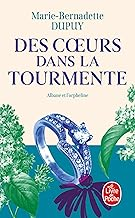 Marie-Bernadette
DUPUY
DES CŒURS
DANS LA
TOURMENTE
Albane et l'orpheline
Le Livre
de Poche